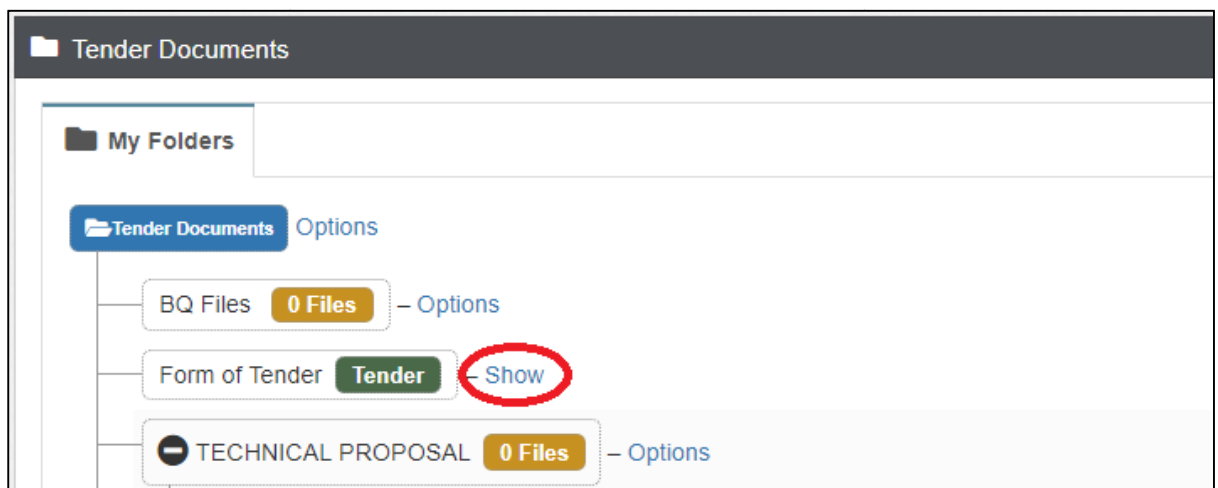 Tender Documents
My Folders
Tender Documents Options
BQ Files 0 Files – Options
Form of Tender Tender – Show
TECHNICAL PROPOSAL 0 Files – Options